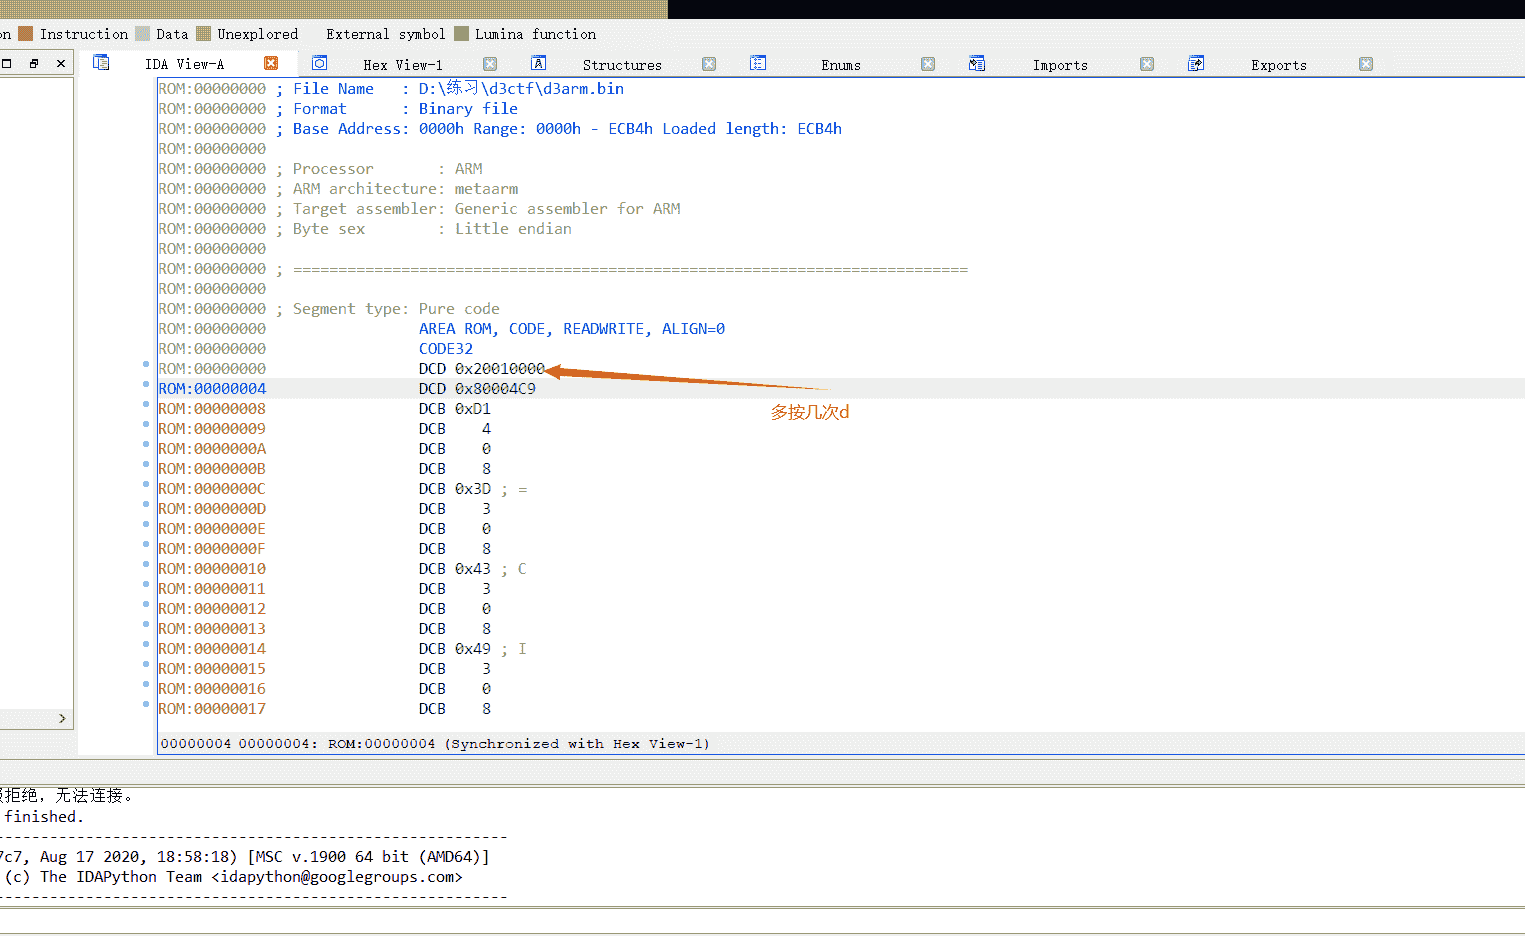 on Instruction Data Unexplored External symbol Lumina function
IDA View-A Hex View-1 Structures Enums Imports Exports
ROM:00000000 ; File Name   : D:\练习\d3ctf\d3arm.bin
ROM:00000000 ; Format      : Binary file
ROM:00000000 ; Base Address: 0000h Range: 0000h - ECB4h Loaded length: ECB4h
ROM:00000000
ROM:00000000 ; Processor       : ARM
ROM:00000000 ; ARM architecture: metaarm
ROM:00000000 ; Target assembler: Generic assembler for ARM
ROM:00000000 ; Byte sex        : Little endian
ROM:00000000
ROM:00000000 ; ===========================================================================
ROM:00000000
ROM:00000000 ; Segment type: Pure code
ROM:00000000 AREA ROM, CODE, READWRITE, ALIGN=0
ROM:00000000 CODE32
ROM:00000000 DCD 0x20010000
ROM:00000004 DCD 0x80004C9
ROM:00000008 DCB 0xD1
多按几次d
ROM:00000009 DCB 4
ROM:0000000A DCB 0
ROM:0000000B DCB 8
ROM:0000000C DCB 0x3D ; =
ROM:0000000D DCB 3
ROM:0000000E DCB 0
ROM:0000000F DCB 8
ROM:00000010 DCB 0x43 ; C
ROM:00000011 DCB 3
ROM:00000012 DCB 0
ROM:00000013 DCB 8
ROM:00000014 DCB 0x49 ; I
ROM:00000015 DCB 3
ROM:00000016 DCB 0
ROM:00000017 DCB 8
00000004 00000004: ROM:00000004 (Synchronized with Hex View-1)
拒绝，无法连接。
finished.
-------------------------------------------------------
7c7, Aug 17 2020, 18:58:18) [MSC v.1900 64 bit (AMD64)]
(c) The IDAPython Team <idapython@googlegroups.com>
-------------------------------------------------------